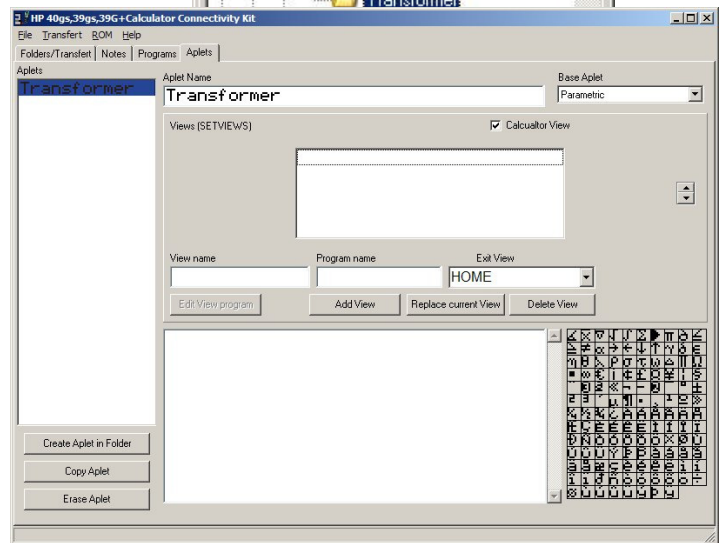 Transformer
HP 40gs,39gs,39G+Calculator Connectivity Kit
File Transfert ROM Help
Folders/Transfert Notes Programs Aplets
Aplets
Transformer
Aplet Name
Transformer
Base Aplet
Parametric
Views (SETVIEWS)
Calcualtor View
View name
Program name
Exit View
HOME
Edit View program
Add View
Replace current View
Delete View
Create Aplet in Folder
Copy Aplet
Erase Aplet